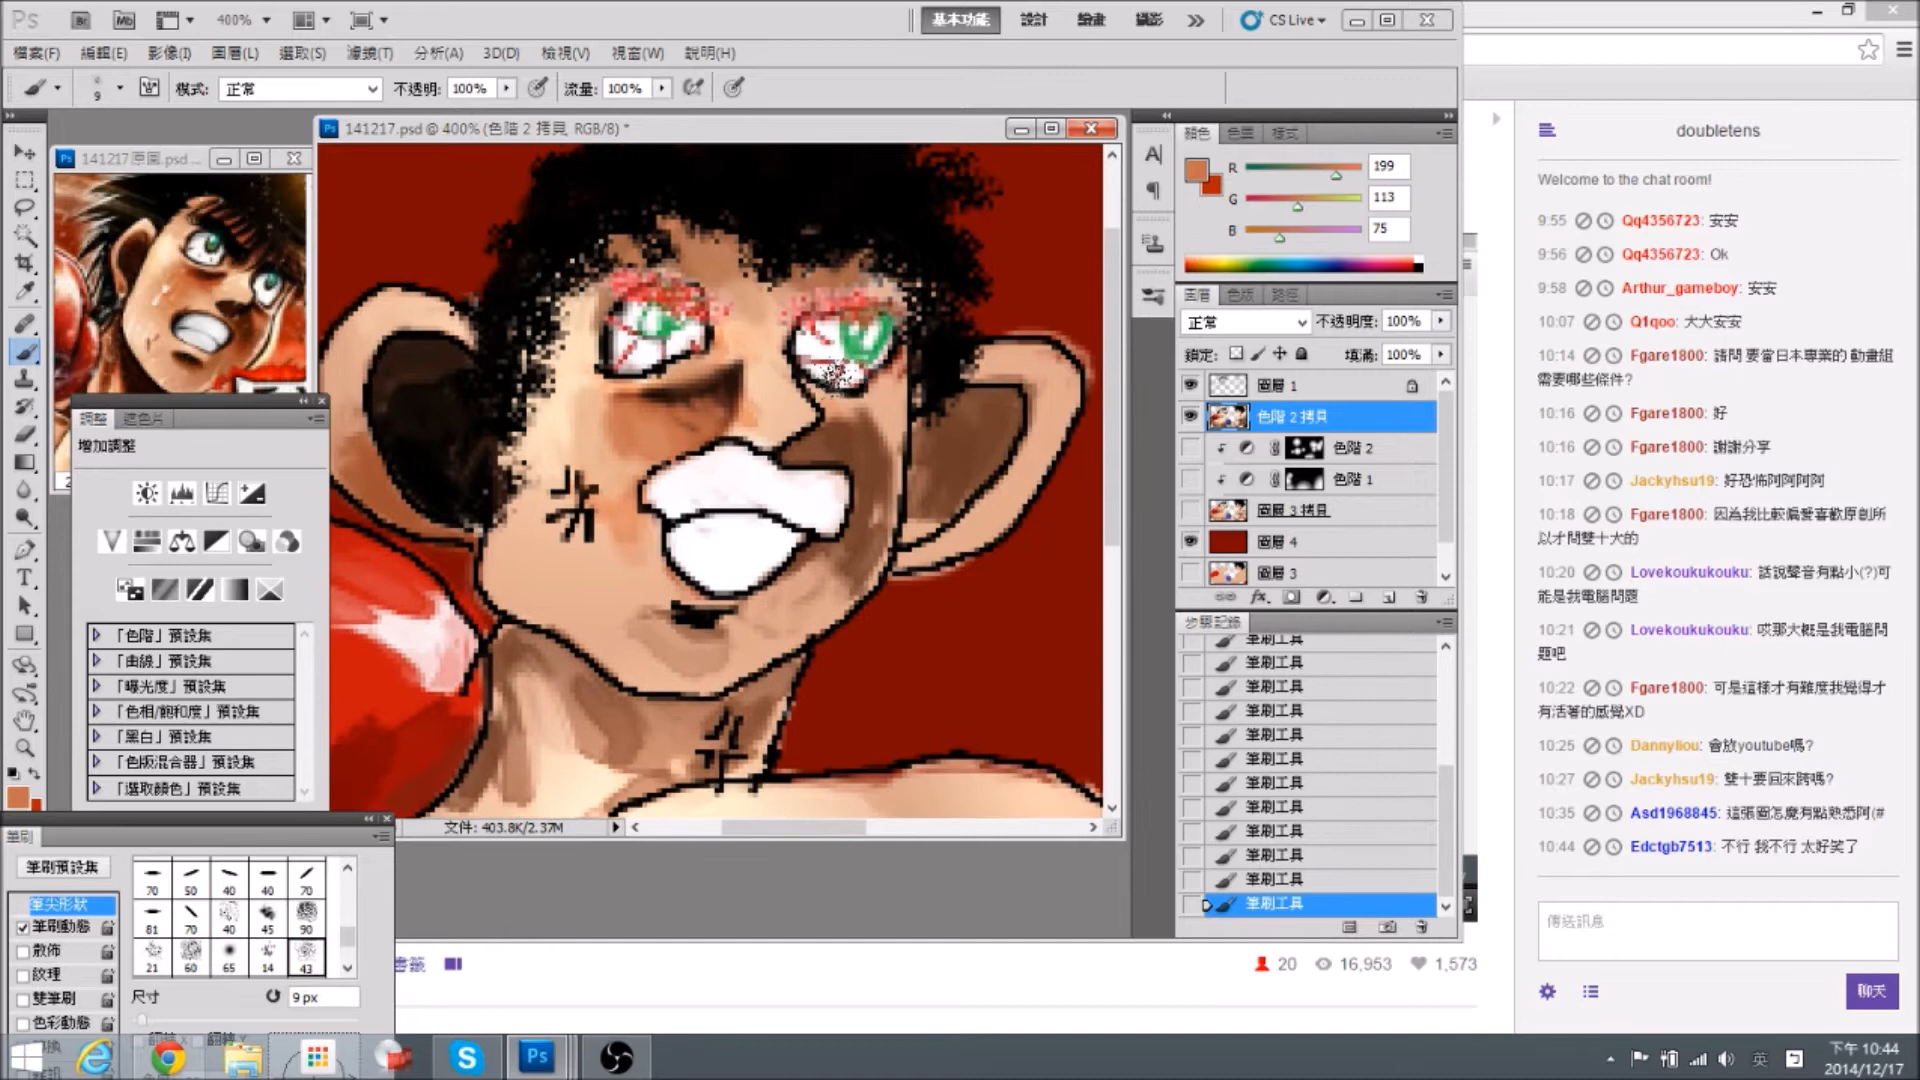 Ps Br Mb 400% 基本功能 設計 繪畫 攝影 CS Live
檔案(F) 編輯(E) 影像(I) 圖層(L) 選取(S) 濾鏡(T) 分析(A) 3D(D) 檢視(V) 視窗(W) 說明(H)
9 模式: 正常 不透明: 100% 流量: 100%
141217原圖.psd ...
141217.psd @ 400% (色階 2 拷貝, RGB/8) *
調整
增加調整
「色階」預設集
「曲線」預設集
「曝光度」預設集
「色相/飽和度」預設集
「黑白」預設集
「色版混合器」預設集
「選取顏色」預設集
文件: 403.8K/2.37M
筆刷
筆刷預設集
筆尖形狀
筆刷動態
散佈
紋理
雙筆刷
色彩動態
70 50 40 40 70
81 70 40 45 90
21 60 65 14 43
尺寸 9 px
顏色 色票 樣式
R 199
G 113
B 75
圖層 色版 路徑
正常 不透明度: 100%
鎖定: 填滿: 100%
圖層 1
色階 2 拷貝
色階 2
色階 1
圖層 3 拷貝
圖層 4
圖層 3
fx
步驟記錄
筆刷工具
筆刷工具
筆刷工具
筆刷工具
筆刷工具
筆刷工具
筆刷工具
筆刷工具
筆刷工具
筆刷工具
筆刷工具
筆刷工具
書籤
20 16,953 1,573
doubletens
Welcome to the chat room!
9:55 Qq4356723: 安安
9:56 Qq4356723: Ok
9:58 Arthur_gameboy: 安安
10:07 Q1qoo: 大大安安
10:14 Fgare1800: 請問 要當日本專業的 動畫組
需要哪些條件?
10:16 Fgare1800: 好
10:16 Fgare1800: 謝謝分享
10:17 Jackyhsu19: 好恐怖阿阿阿阿
10:18 Fgare1800: 因為我比較偏愛喜歡原創所
以才問雙十大的
10:20 Lovekoukoukouku: 話說聲音有點小(?)可
能是我電腦問題
10:21 Lovekoukoukouku: 哎那大概是我電腦問
題吧
10:22 Fgare1800: 可是這樣才有難度我覺得才
有活著的感覺XD
10:25 Dannyliou: 會放youtube嗎?
10:27 Jackyhsu19: 雙十要回來跨嗎?
10:35 Asd1968845: 這張圖怎麼有點熟悉阿(#
10:44 Edctgb7513: 不行 我不行 太好笑了
傳送訊息
聊天
英
下午 10:44
2014/12/17